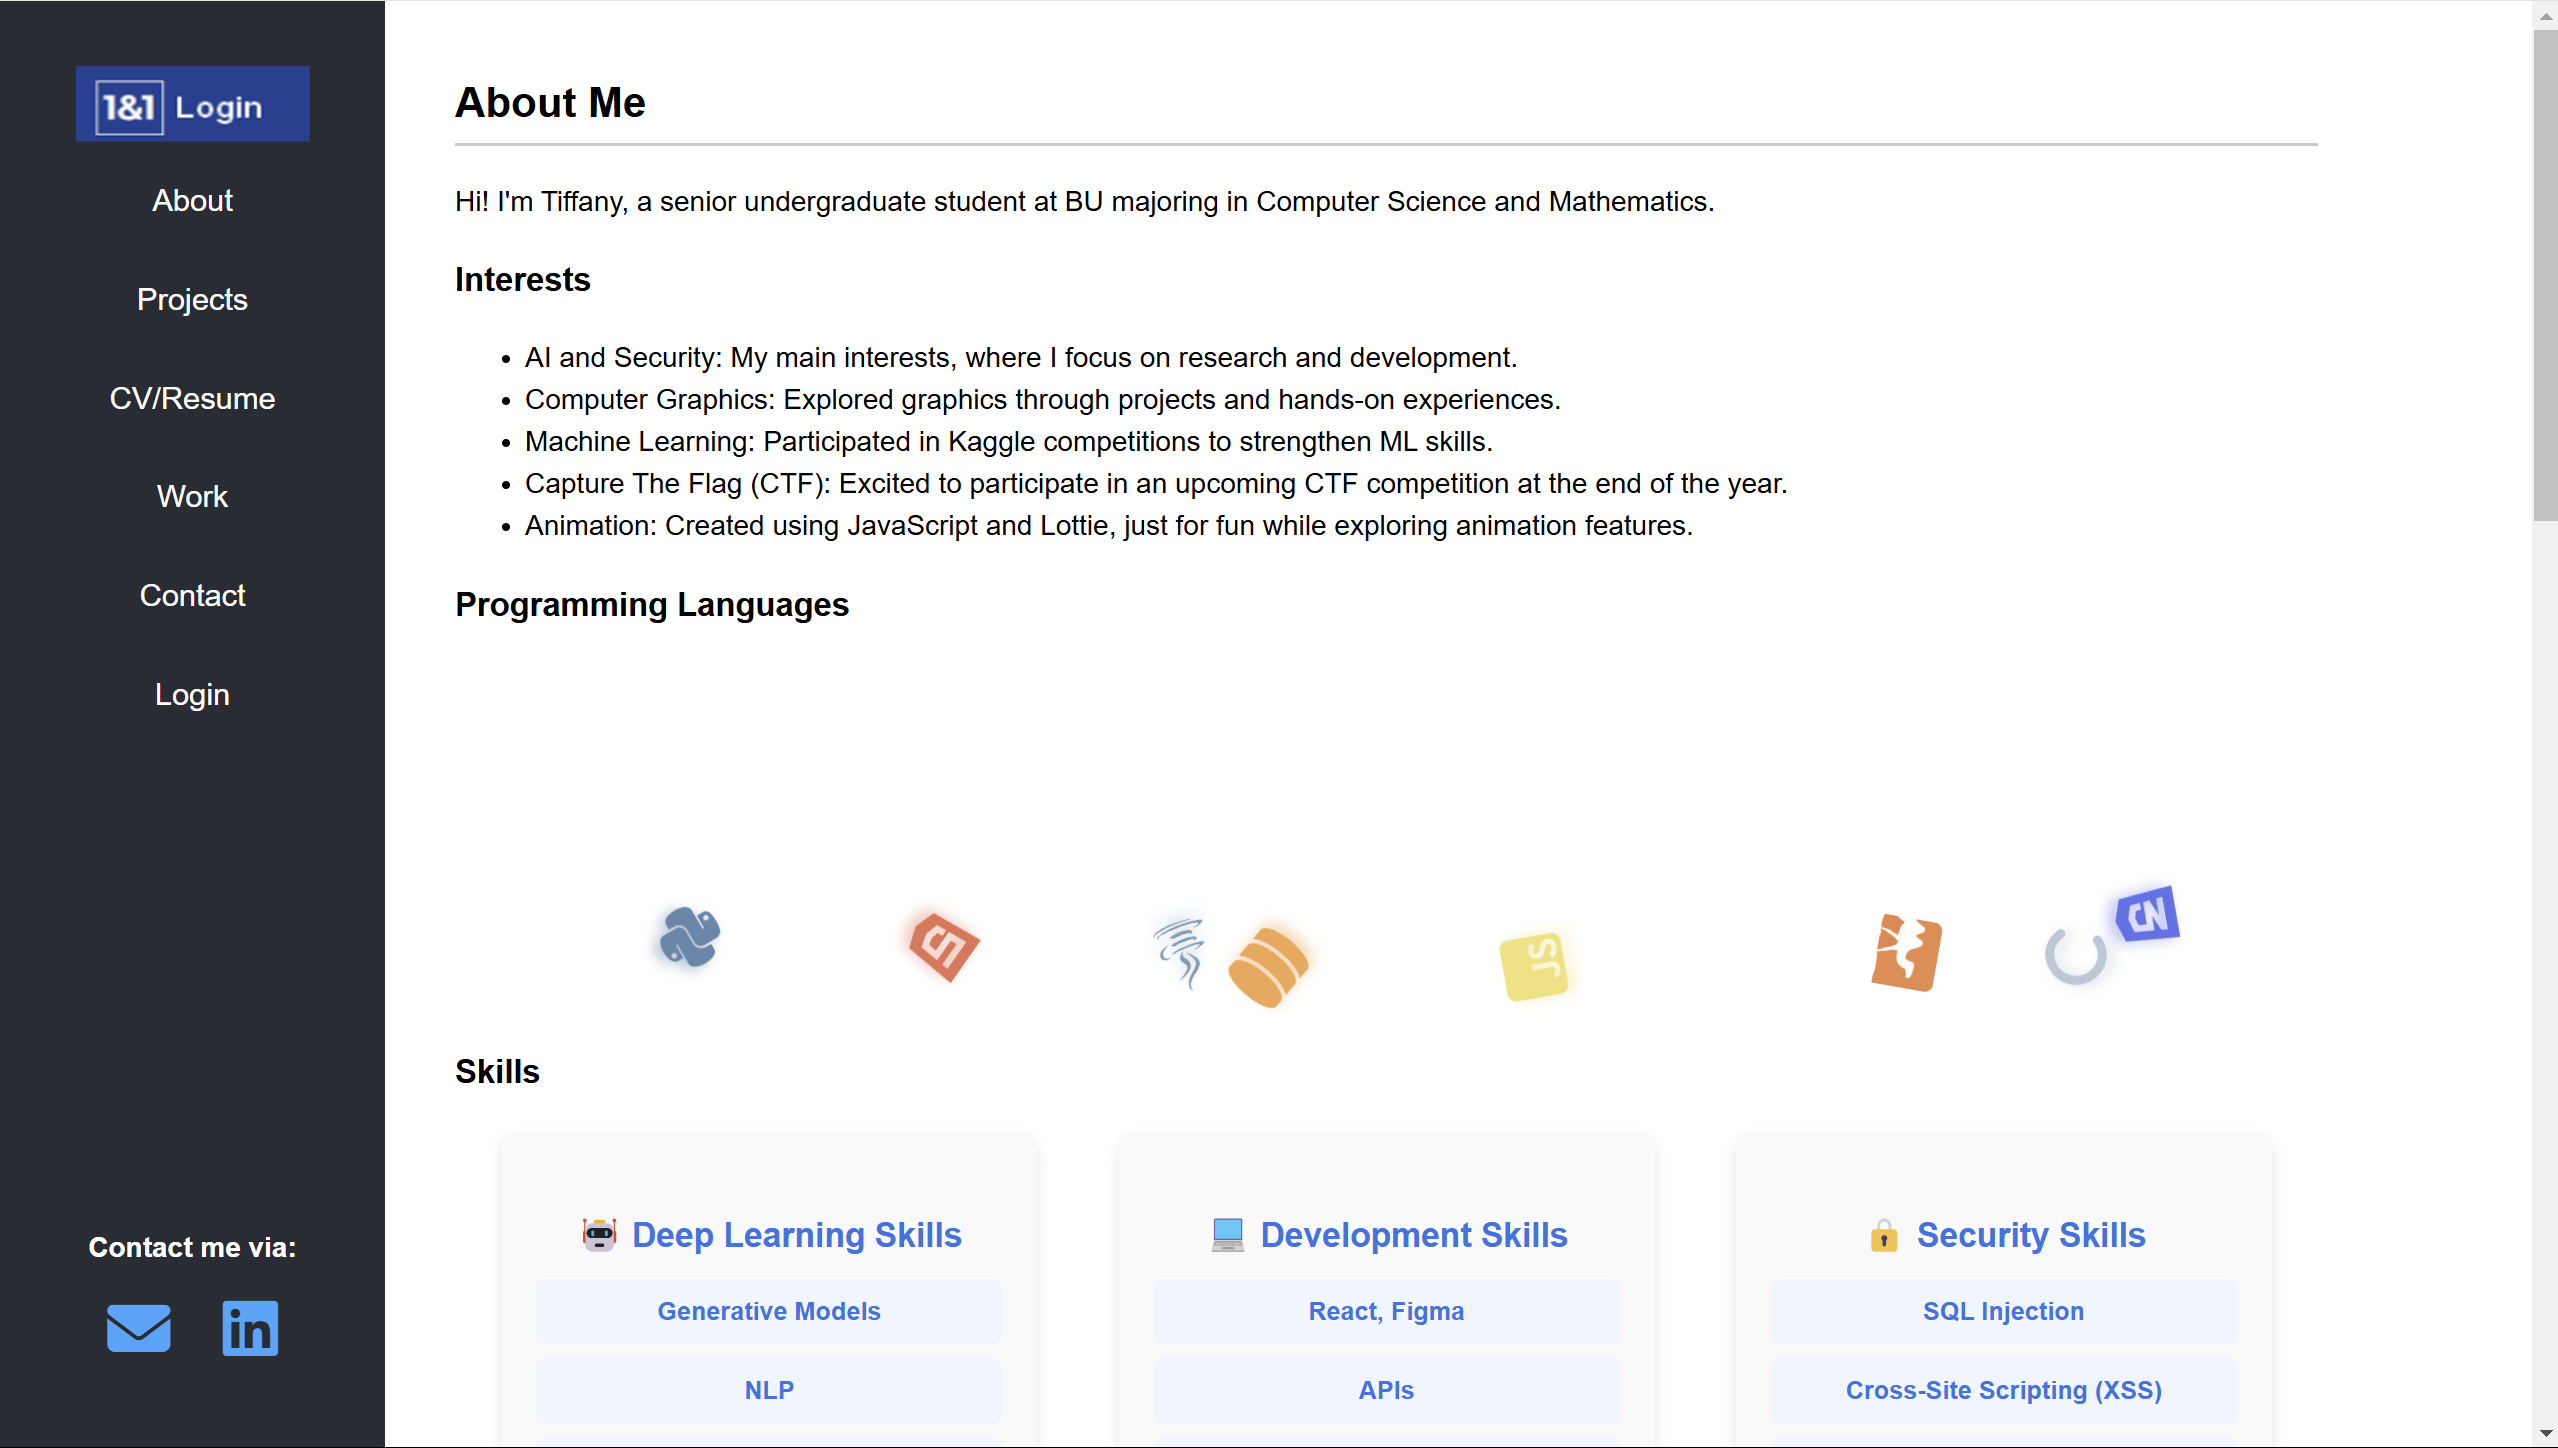 1&1 Login
About
Projects
CV/Resume
Work
Contact
Login
Contact me via:
in
About Me
Hi! I'm Tiffany, a senior undergraduate student at BU majoring in Computer Science and Mathematics.
Interests
• AI and Security: My main interests, where I focus on research and development.
• Computer Graphics: Explored graphics through projects and hands-on experiences.
• Machine Learning: Participated in Kaggle competitions to strengthen ML skills.
• Capture The Flag (CTF): Excited to participate in an upcoming CTF competition at the end of the year.
• Animation: Created using JavaScript and Lottie, just for fun while exploring animation features.
Programming Languages
5
JS
Skills
Deep Learning Skills
Generative Models
NLP
Development Skills
React, Figma
APIs
Security Skills
SQL Injection
Cross-Site Scripting (XSS)